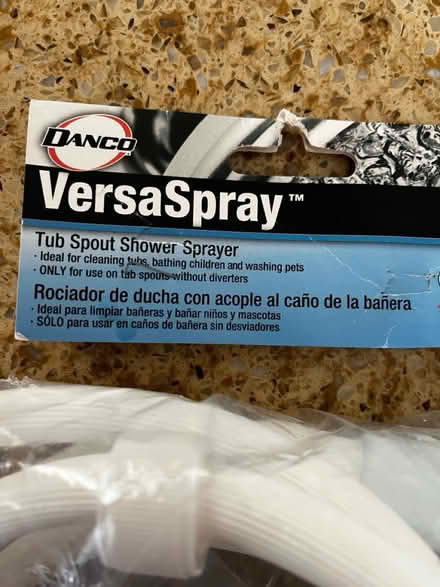 DANCO
VersaSpray™
Tub Spout Shower Sprayer
· Ideal for cleaning tubs, bathing children and washing pets
· ONLY for use on tab spouts without diverters
Rociador de ducha con acople al caño de la bañera
· Ideal para limpiar bañeras y bañar niños y mascotas
· SÓLO para usar en caños de bañera sin desviadores